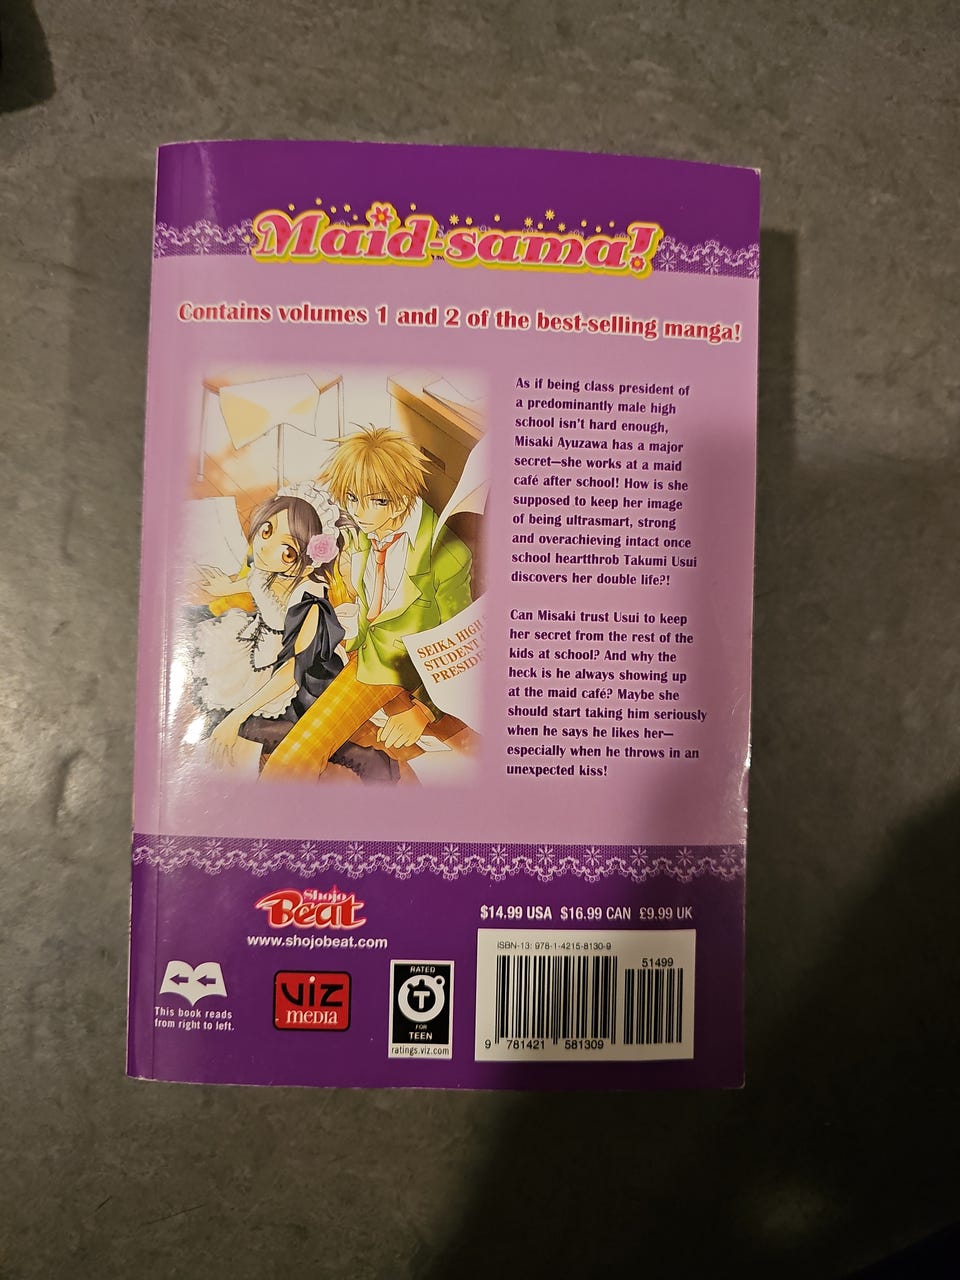 Maid-sama!
Contains volumes 1 and 2 of the best-selling manga!
As if being class president of
a predominantly male high
school isn't hard enough,
Misaki Ayuzawa has a major
secret—she works at a maid
café after school! How is she
supposed to keep her image
of being ultrasmart, strong
and overachieving intact once
school heartthrob Takumi Usui
discovers her double life?!
Can Misaki trust Usui to keep
her secret from the rest of the
kids at school!? And why the
heck is he always showing up
at the maid café? Maybe she
should start taking him seriously
when he says he likes her—
especially when he throws in an
unexpected kiss!
SEIKA HIGH
STUDENT
PRESIDE
Shojo
Beat
www.shojobeat.com
$14.99 USA $16.99 CAN £9.99 UK
ISBN-13: 978-1-4215-8130-9
51499
9 781421 581309
This book reads
from right to left.
VIZ
MEDIA
RATED
T
FOR
TEEN
ratings.viz.com